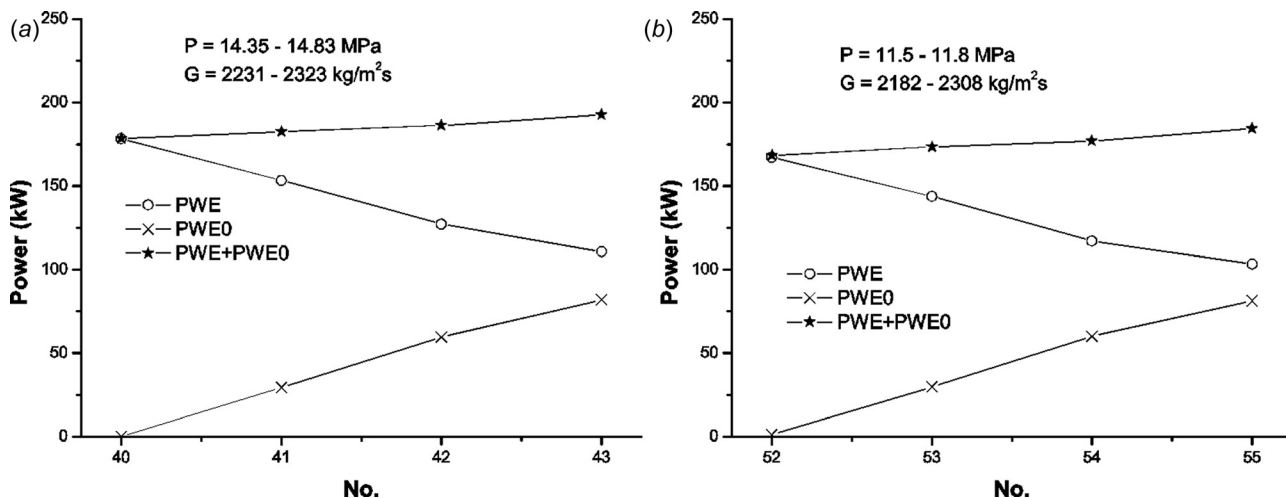 (a)
P = 14.35 - 14.83 MPa
G = 2231 - 2323 kg/m²s
PWE
PWE0
PWE+PWE0
Power (kW)
250
200
150
100
50
0
40 41 42 43
No.
(b)
P = 11.5 - 11.8 MPa
G = 2182 - 2308 kg/m²s
PWE
PWE0
PWE+PWE0
Power (kW)
250
200
150
100
50
0
52 53 54 55
No.